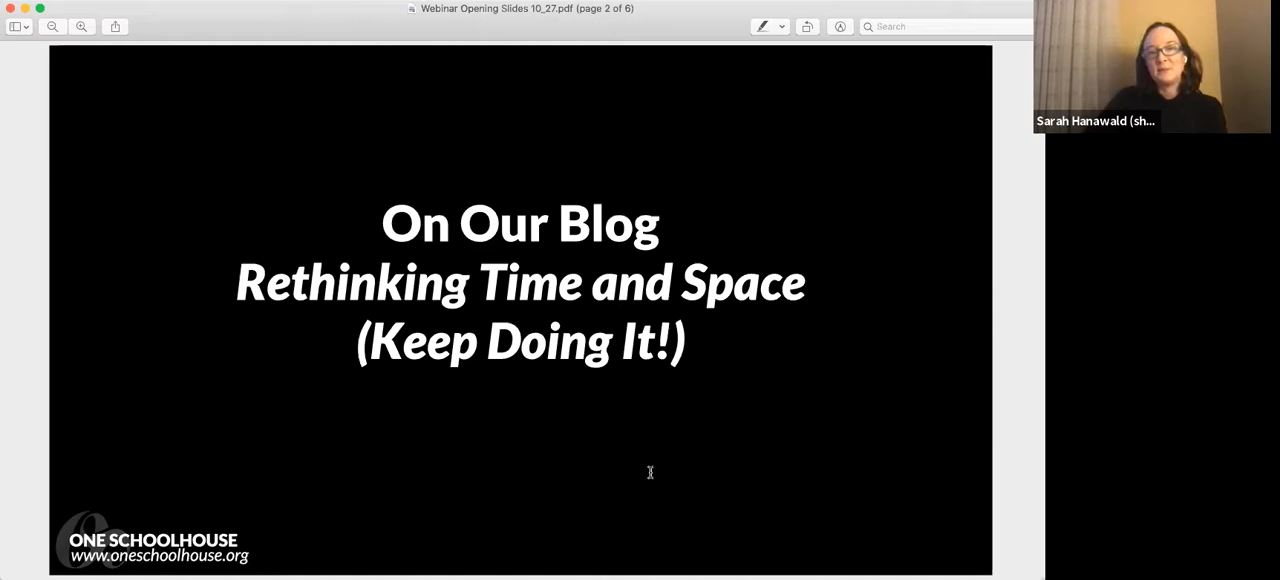 Webinar Opening Slides 10_27.pdf (page 2 of 6)
Search
Sarah Hanawald (sh...
On Our Blog
Rethinking Time and Space
(Keep Doing It!)
ONE SCHOOLHOUSE
www.oneschoolhouse.org